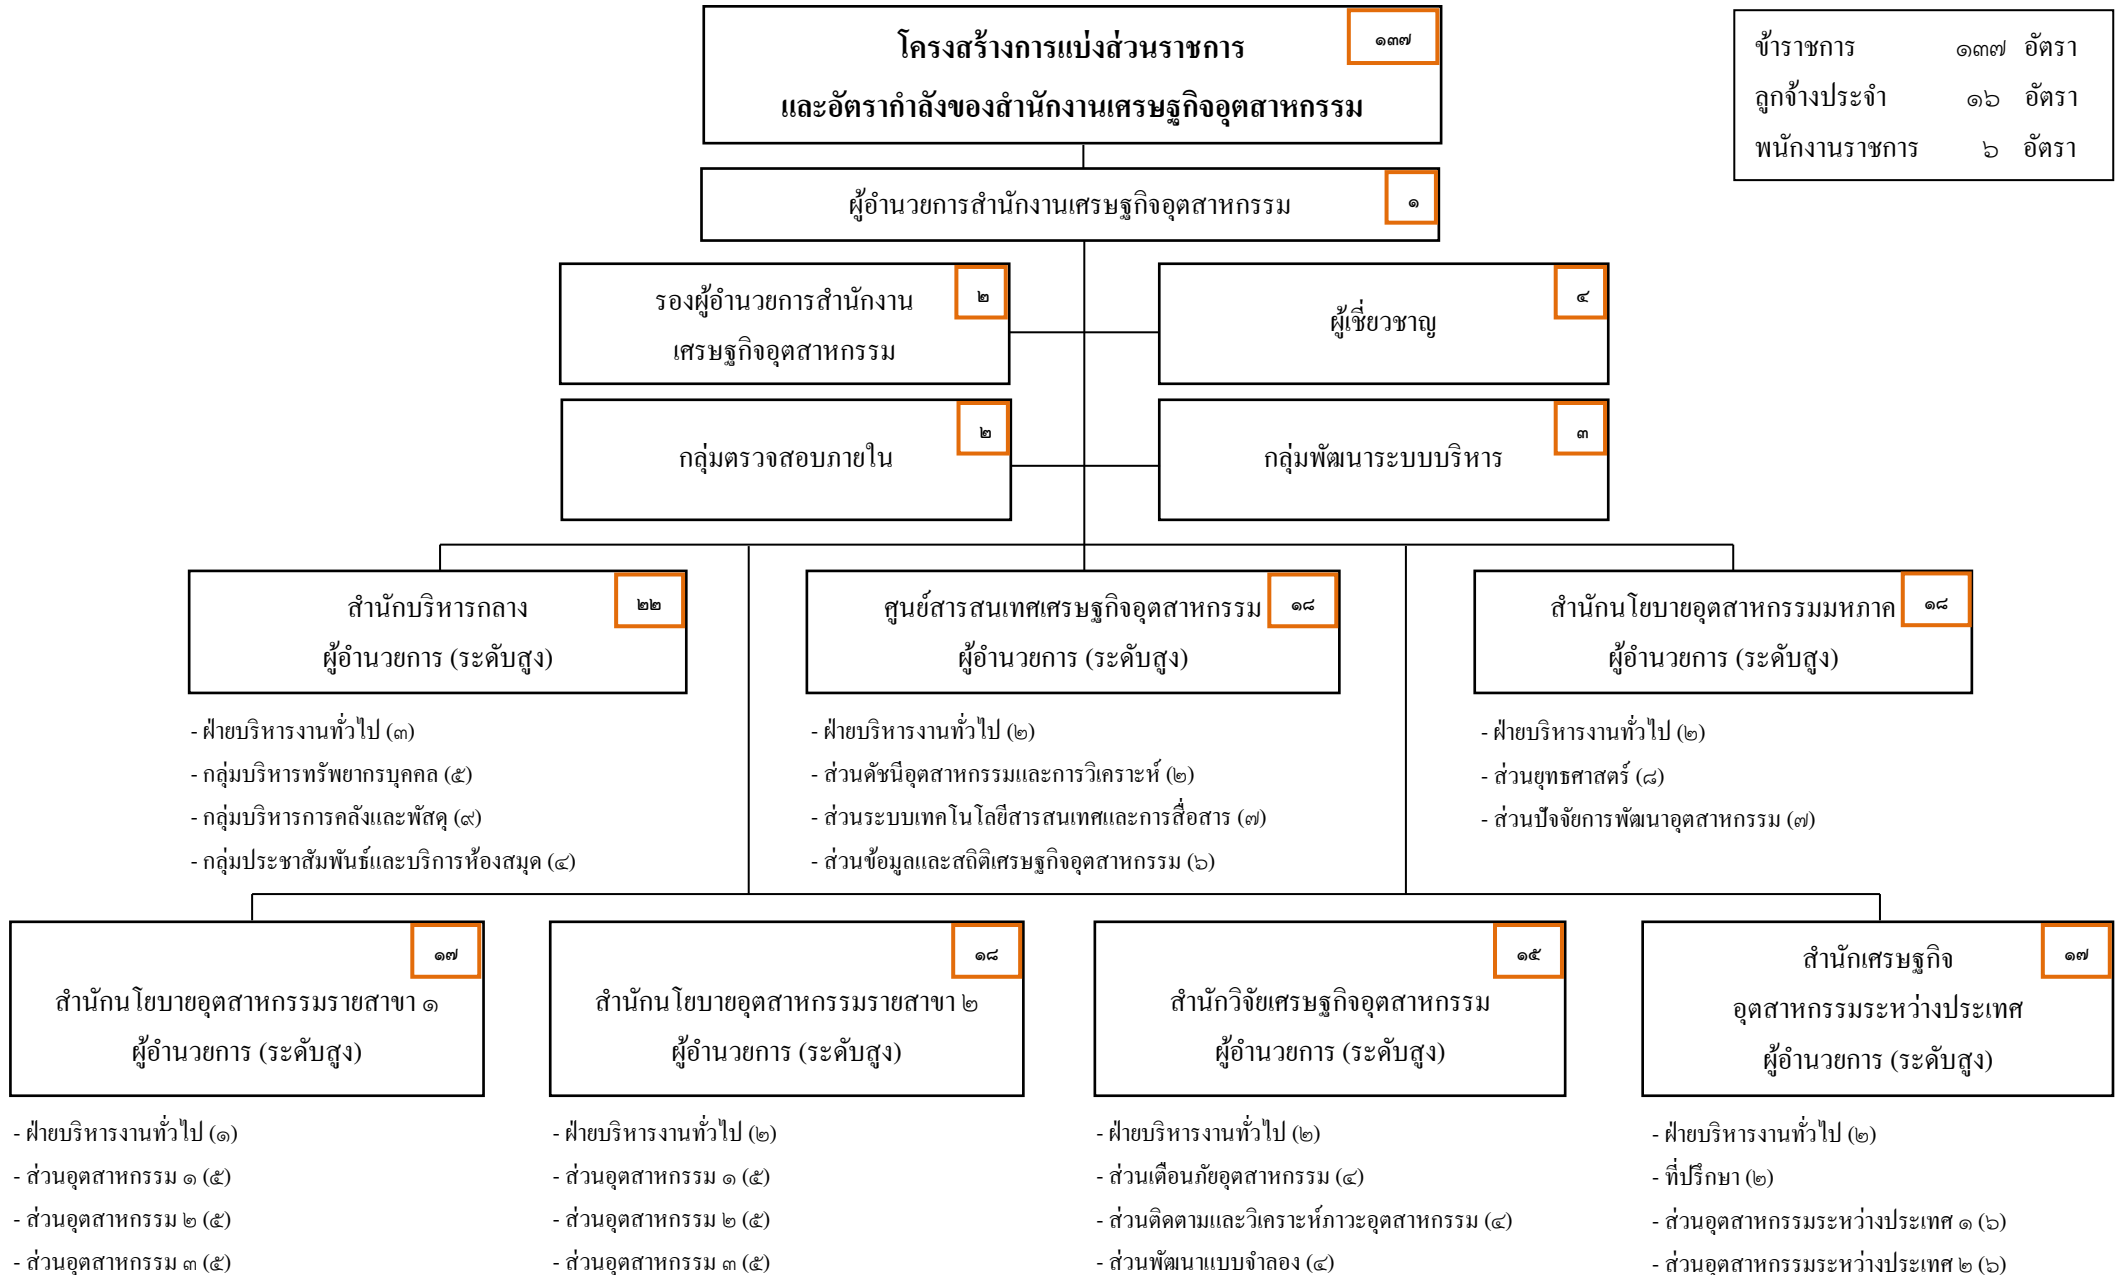 โครงสร้างการแบ่งส่วนราชการ
และอัตรากำลังของสำนักงานเศรษฐกิจอุตสาหกรรม
๑๓๗
ข้าราชการ ๑๓๗ อัตรา
ลูกจ้างประจำ ๑๖ อัตรา
พนักงานราชการ ๖ อัตรา
ผู้อำนวยการสำนักงานเศรษฐกิจอุตสาหกรรม
๑
รองผู้อำนวยการสำนักงาน
เศรษฐกิจอุตสาหกรรม
๒
ผู้เชี่ยวชาญ
๔
กลุ่มตรวจสอบภายใน
๒
กลุ่มพัฒนาระบบบริหาร
๓
สำนักบริหารกลาง
ผู้อำนวยการ (ระดับสูง)
๒๒
- ฝ่ายบริหารงานทั่วไป (๓)
- กลุ่มบริหารทรัพยากรบุคคล (๕)
- กลุ่มบริหารการคลังและพัสดุ (๙)
- กลุ่มประชาสัมพันธ์และบริการห้องสมุด (๔)
ศูนย์สารสนเทศเศรษฐกิจอุตสาหกรรม
ผู้อำนวยการ (ระดับสูง)
๑๘
- ฝ่ายบริหารงานทั่วไป (๒)
- ส่วนดัชนีอุตสาหกรรมและการวิเคราะห์ (๒)
- ส่วนระบบเทคโนโลยีสารสนเทศและการสื่อสาร (๗)
- ส่วนข้อมูลและสถิติเศรษฐกิจอุตสาหกรรม (๖)
สำนักนโยบายอุตสาหกรรมมหภาค
ผู้อำนวยการ (ระดับสูง)
๑๘
- ฝ่ายบริหารงานทั่วไป (๒)
- ส่วนยุทธศาสตร์ (๘)
- ส่วนปัจจัยการพัฒนาอุตสาหกรรม (๗)
๑๗
สำนักนโยบายอุตสาหกรรมรายสาขา ๑
ผู้อำนวยการ (ระดับสูง)
- ฝ่ายบริหารงานทั่วไป (๑)
- ส่วนอุตสาหกรรม ๑ (๕)
- ส่วนอุตสาหกรรม ๒ (๕)
- ส่วนอุตสาหกรรม ๓ (๕)
๑๘
สำนักนโยบายอุตสาหกรรมรายสาขา ๒
ผู้อำนวยการ (ระดับสูง)
- ฝ่ายบริหารงานทั่วไป (๒)
- ส่วนอุตสาหกรรม ๑ (๕)
- ส่วนอุตสาหกรรม ๒ (๕)
- ส่วนอุตสาหกรรม ๓ (๕)
๑๕
สำนักวิจัยเศรษฐกิจอุตสาหกรรม
ผู้อำนวยการ (ระดับสูง)
- ฝ่ายบริหารงานทั่วไป (๒)
- ส่วนเตือนภัยอุตสาหกรรม (๔)
- ส่วนติดตามและวิเคราะห์ภาวะอุตสาหกรรม (๔)
- ส่วนพัฒนาแบบจำลอง (๔)
๑๗
สำนักเศรษฐกิจ
อุตสาหกรรมระหว่างประเทศ
ผู้อำนวยการ (ระดับสูง)
- ฝ่ายบริหารงานทั่วไป (๒)
- ที่ปรึกษา (๒)
- ส่วนอุตสาหกรรมระหว่างประเทศ ๑ (๖)
- ส่วนอุตสาหกรรมระหว่างประเทศ ๒ (๖)